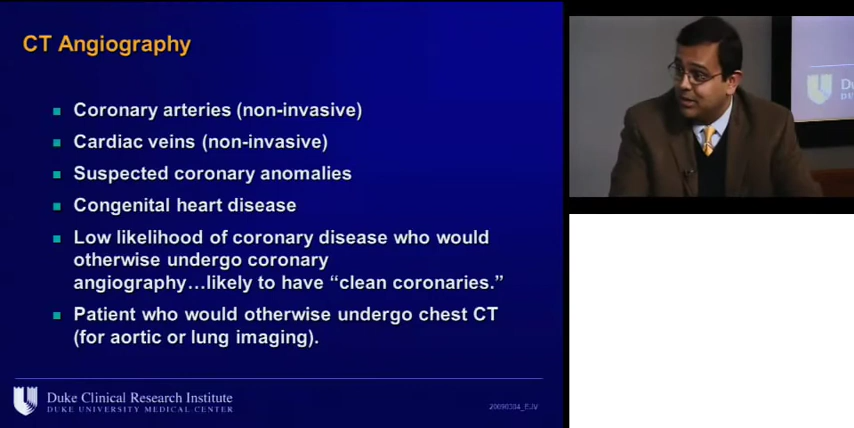 CT Angiography
Coronary arteries (non-invasive)
Cardiac veins (non-invasive)
Suspected coronary anomalies
Congenital heart disease
Low likelihood of coronary disease who would
otherwise undergo coronary
angiography…likely to have “clean coronaries.”
Patient who would otherwise undergo chest CT
(for aortic or lung imaging).
Duke Clinical Research Institute
DUKE UNIVERSITY MEDICAL CENTER